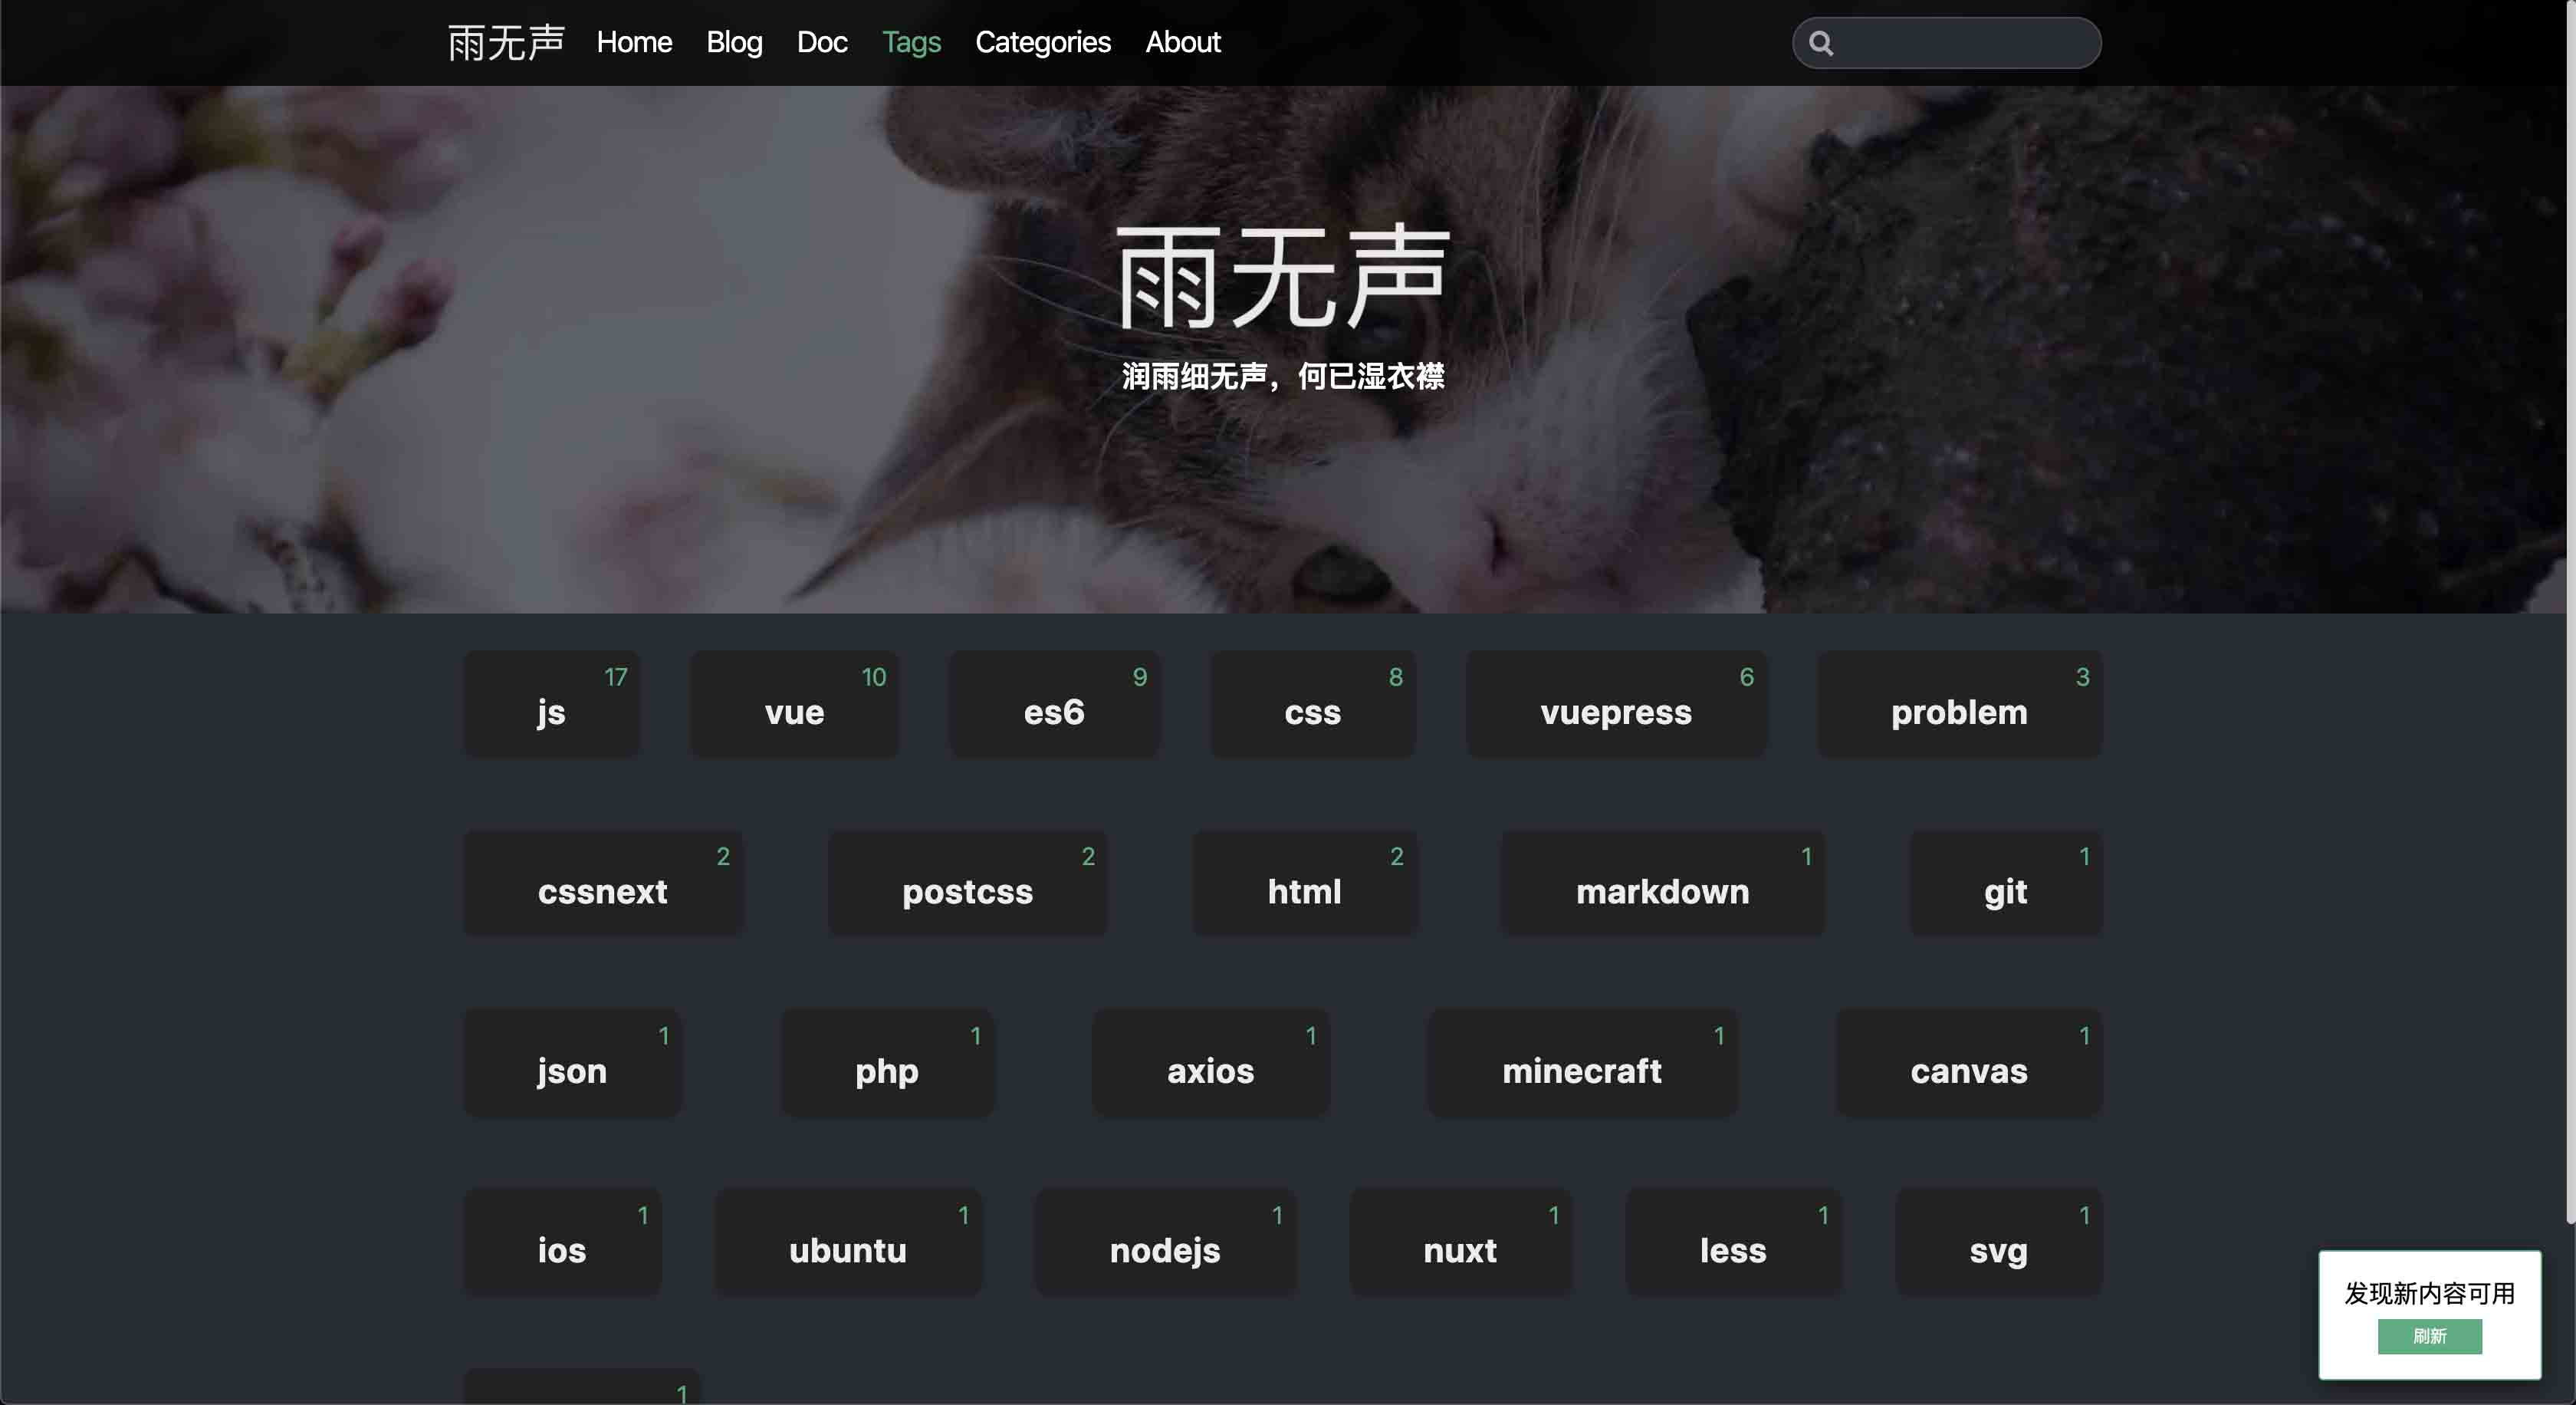 雨无声 Home Blog Doc Tags Categories About
雨无声
润雨细无声，何已湿衣襟
17
js
10
vue
9
es6
8
css
6
vuepress
3
problem
2
cssnext
2
postcss
2
html
1
markdown
1
git
1
json
1
php
1
axios
1
minecraft
1
canvas
1
ios
1
ubuntu
1
nodejs
1
nuxt
1
less
1
svg
1
发现新内容可用
刷新